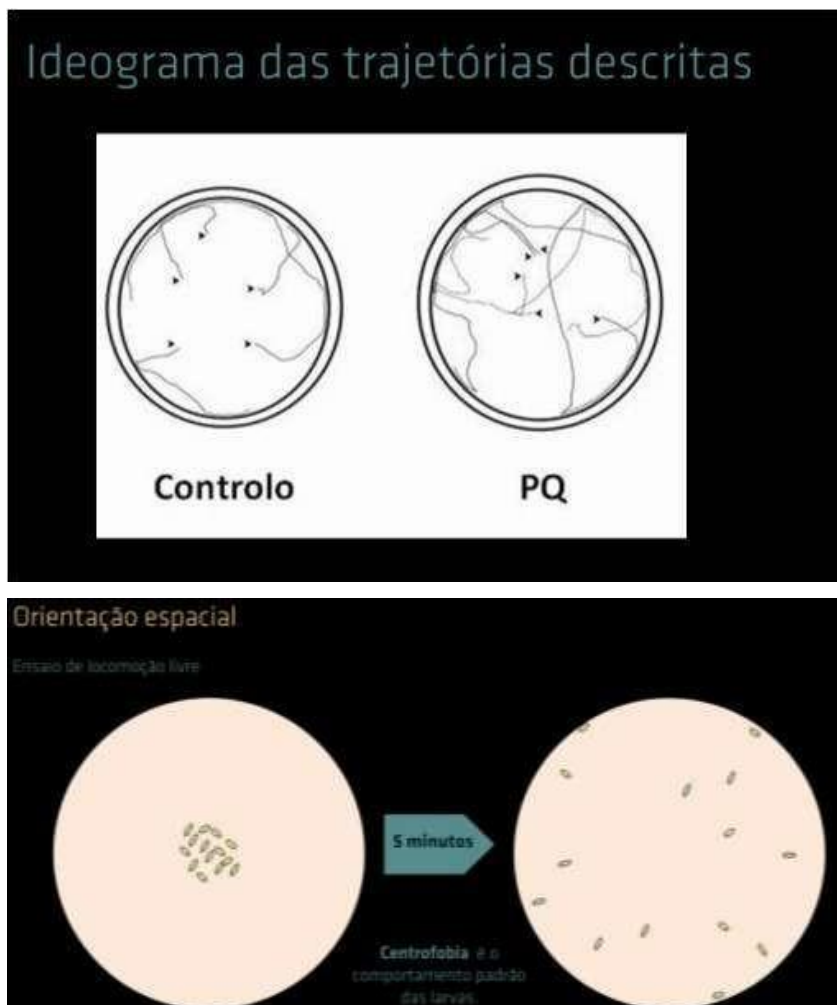 Ideograma das trajetórias descritas
Controlo
PQ
Orientação espacial
Ensaio de locomoção livre
5 minutos
Centrofobia é o
comportamento padrão
das larvas